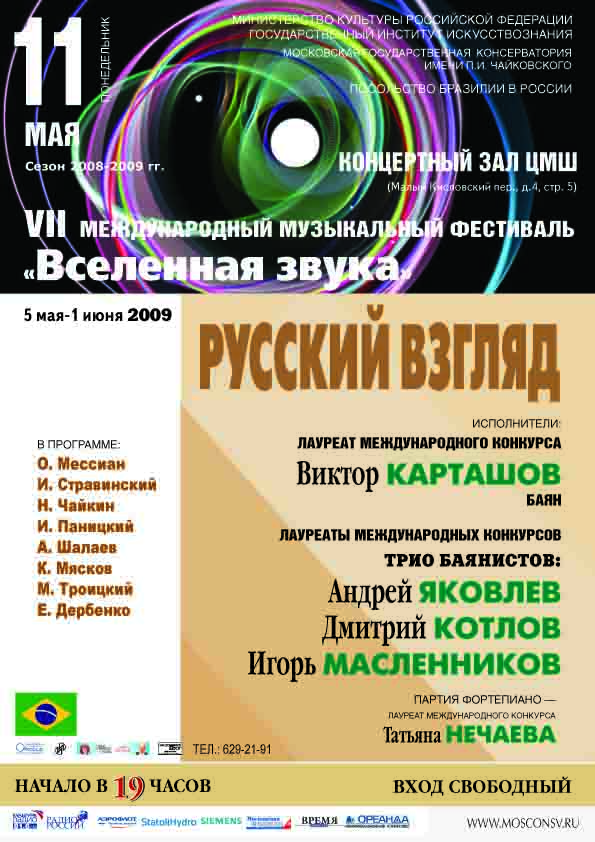 11
ПОНЕДЕЛЬНИК
МАЯ
Сезон 2008-2009 гг.
МИНИСТЕРСТВО КУЛЬТУРЫ РОССИЙСКОЙ ФЕДЕРАЦИИ
ГОСУДАРСТВЕННЫЙ ИНСТИТУТ ИСКУССТВОЗНАНИЯ
МОСКОВСКАЯ ГОСУДАРСТВЕННАЯ КОНСЕРВАТОРИЯ
ИМЕНИ П.И. ЧАЙКОВСКОГО
ПОСОЛЬСТВО БРАЗИЛИИ В РОССИИ
КОНЦЕРТНЫЙ ЗАЛ ЦМШ
(Малый Кисловский пер., д.4, стр. 5)
VII МЕЖДУНАРОДНЫЙ МУЗЫКАЛЬНЫЙ ФЕСТИВАЛЬ
«Вселенная звука»
5 мая-1 июня 2009
РУССКИЙ ВЗГЛЯД
В ПРОГРАММЕ:
О. Мессиан
И. Стравинский
Н. Чайкин
И. Паницкий
А. Шалаев
К. Мясков
М. Троицкий
Е. Дербенко
ИСПОЛНИТЕЛИ:
ЛАУРЕАТ МЕЖДУНАРОДНОГО КОНКУРСА
Виктор КАРТАШОВ
БАЯН
ЛАУРЕАТЫ МЕЖДУНАРОДНЫХ КОНКУРСОВ
ТРИО БАЯНИСТОВ:
Андрей ЯКОВЛЕВ
Дмитрий КОТЛОВ
Игорь МАСЛЕННИКОВ
ПАРТИЯ ФОРТЕПИАНО —
ЛАУРЕАТ МЕЖДУНАРОДНОГО КОНКУРСА
Татьяна НЕЧАЕВА
ТЕЛ.: 629-21-91
НАЧАЛО В 19 ЧАСОВ
ВХОД СВОБОДНЫЙ
РАДИО РОССИИ
АЭРОФЛОТ
StatoilHydro
SIEMENS
ВРЕМЯ
ОРЕАНДА
WWW.MOSCONSV.RU